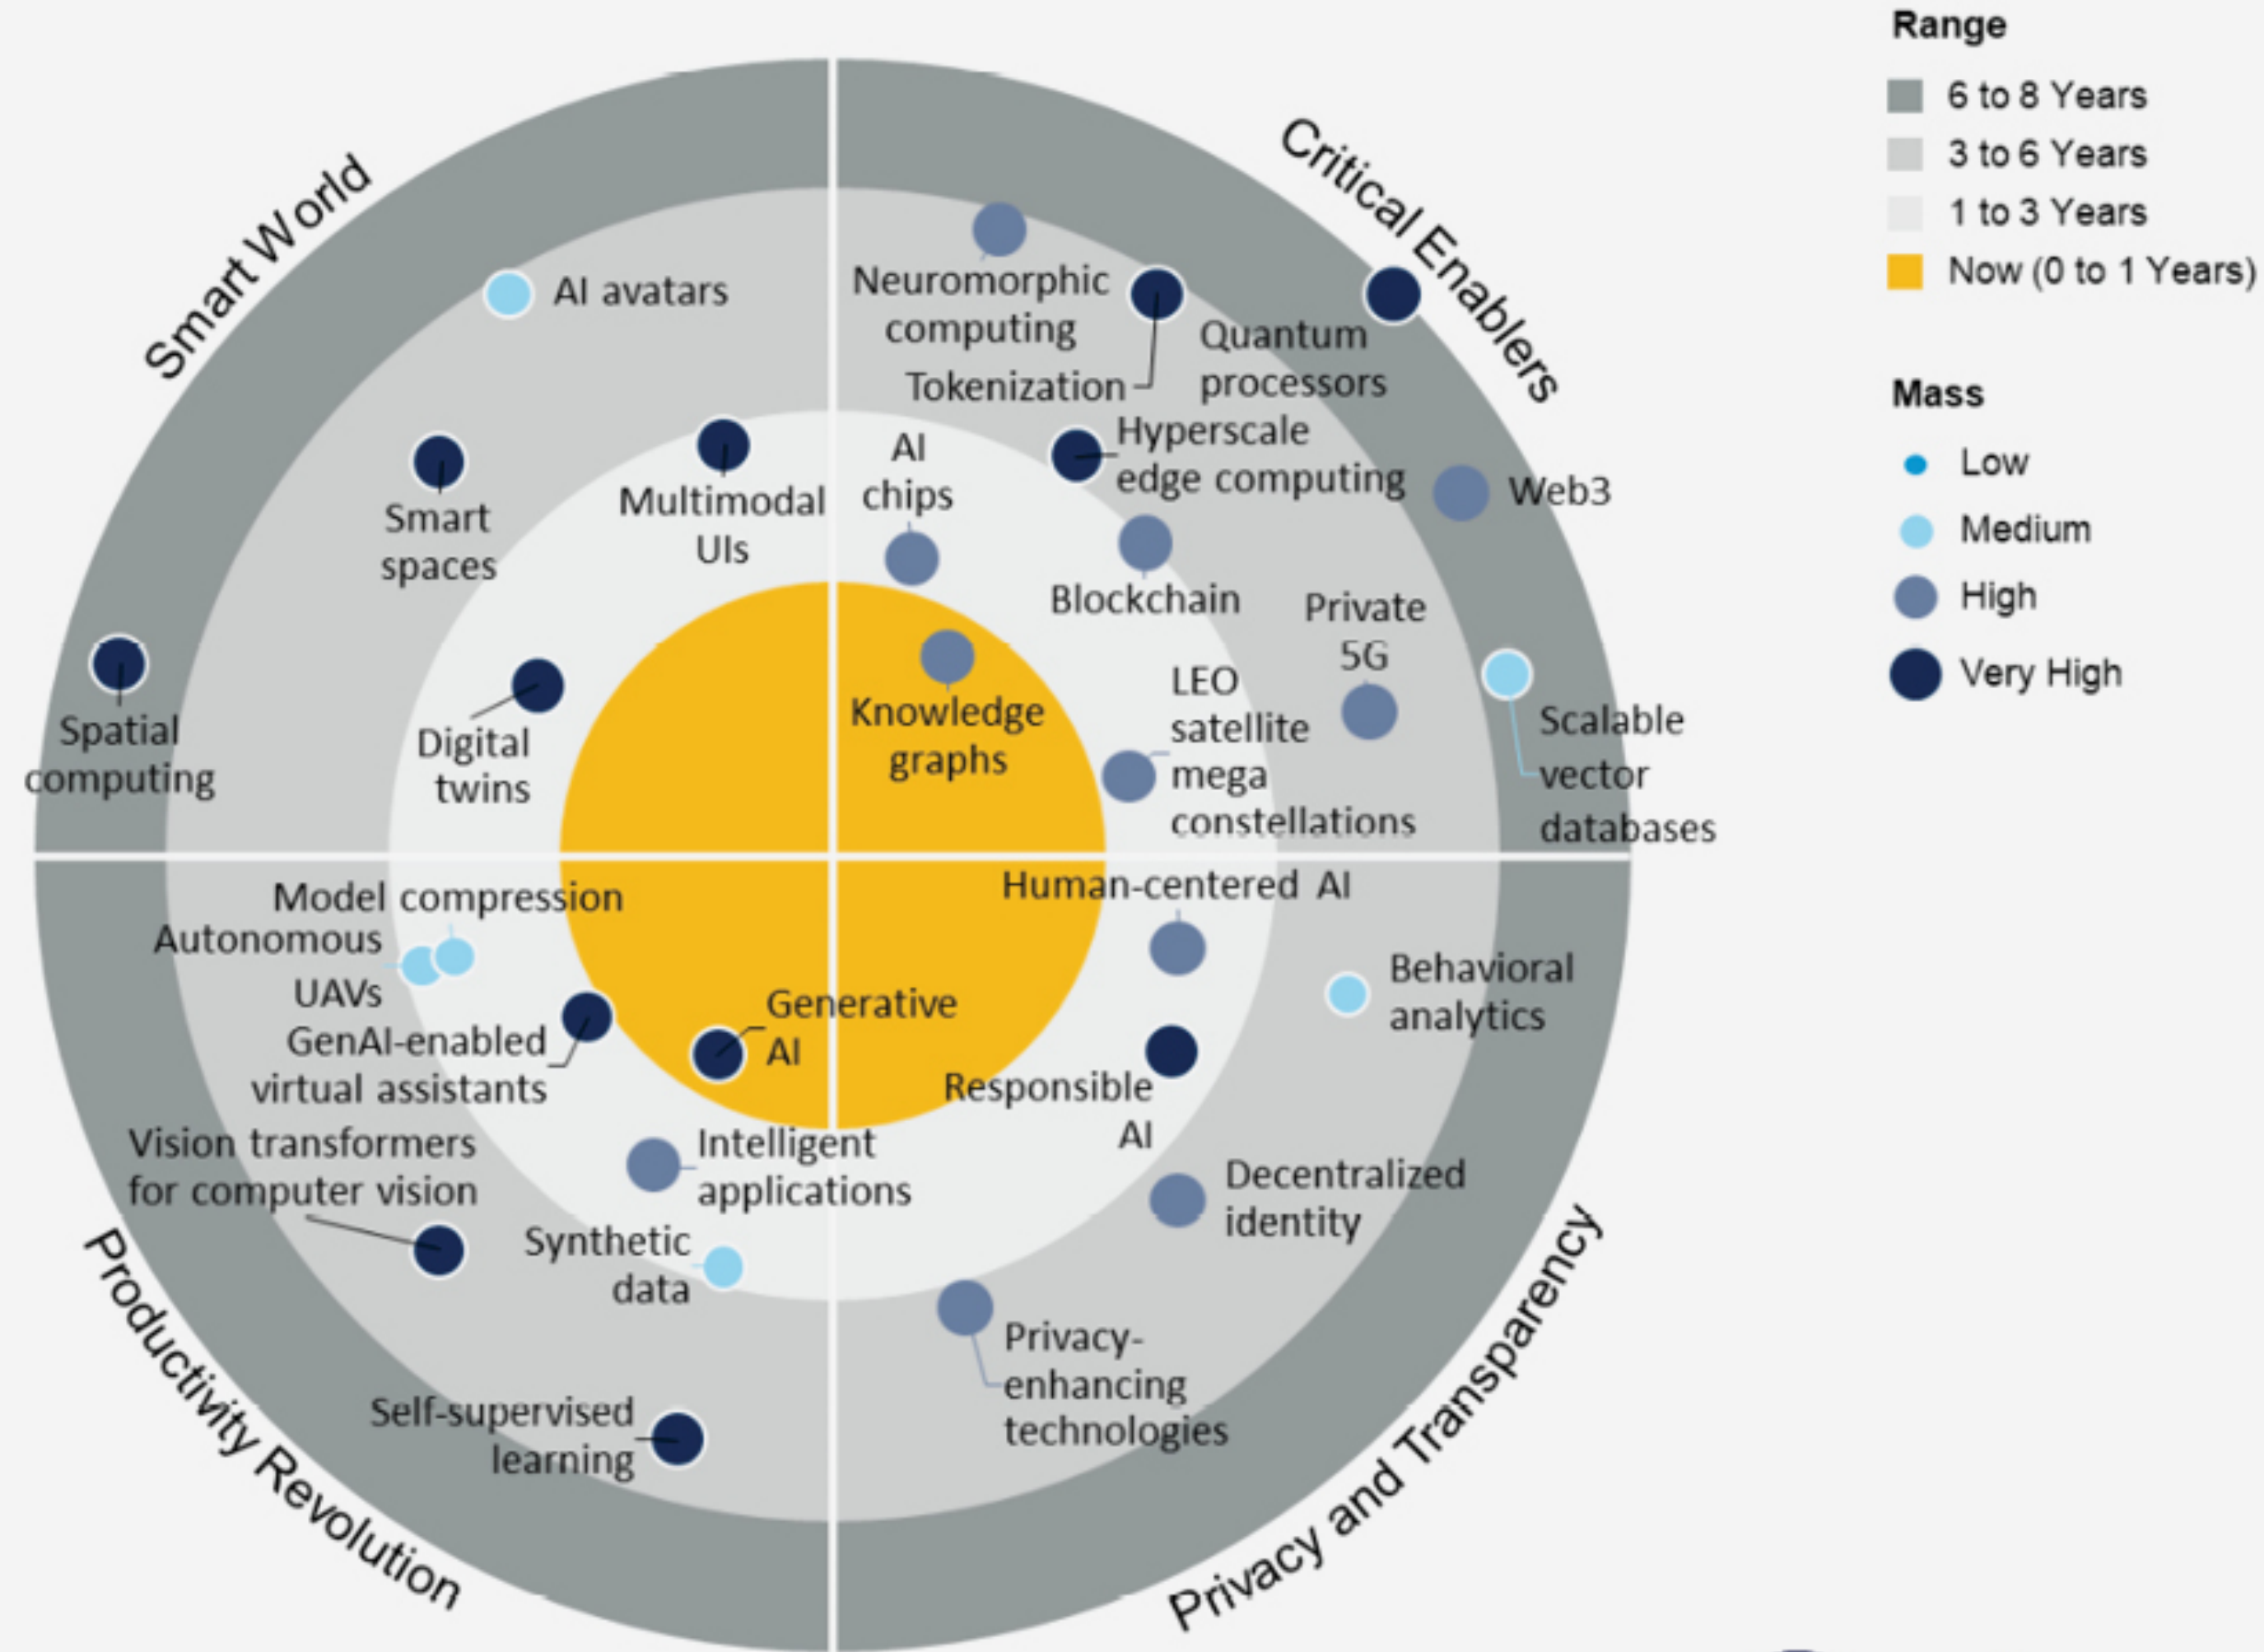 Range
6 to 8 Years
3 to 6 Years
1 to 3 Years
Now (0 to 1 Years)
Mass
Low
Medium
High
Very High
Smart World
AI avatars
Smart
spaces
Multimodal
UIs
Spatial
computing
Digital
twins
Critical Enablers
Neuromorphic
computing
Tokenization
Quantum
processors
Hyperscale
edge computing
AI
chips
Web3
Blockchain
Private
5G
Knowledge
graphs
LEO
satellite
mega
constellations
Scalable
vector
databases
Model compression
Autonomous
UAVs
GenAI-enabled
virtual assistants
Generative
AI
Vision transformers
for computer vision
Intelligent
applications
Synthetic
data
Self-supervised
learning
Productivity Revolution
Human-centered AI
Behavioral
analytics
Responsible
AI
Decentralized
identity
Privacy-
enhancing
technologies
Privacy and Transparency